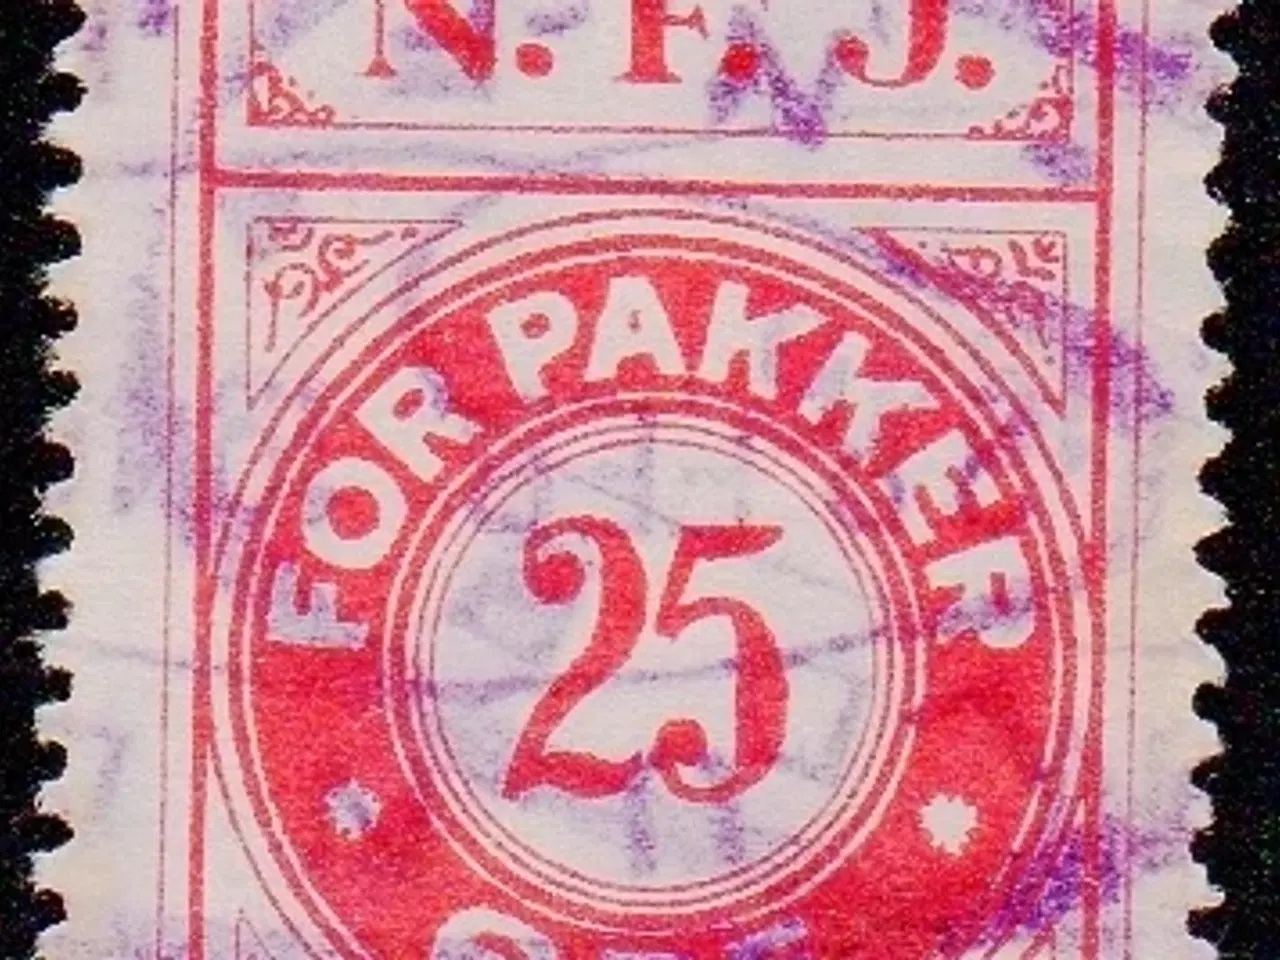 N. F. J.
FOR PAKKER
25